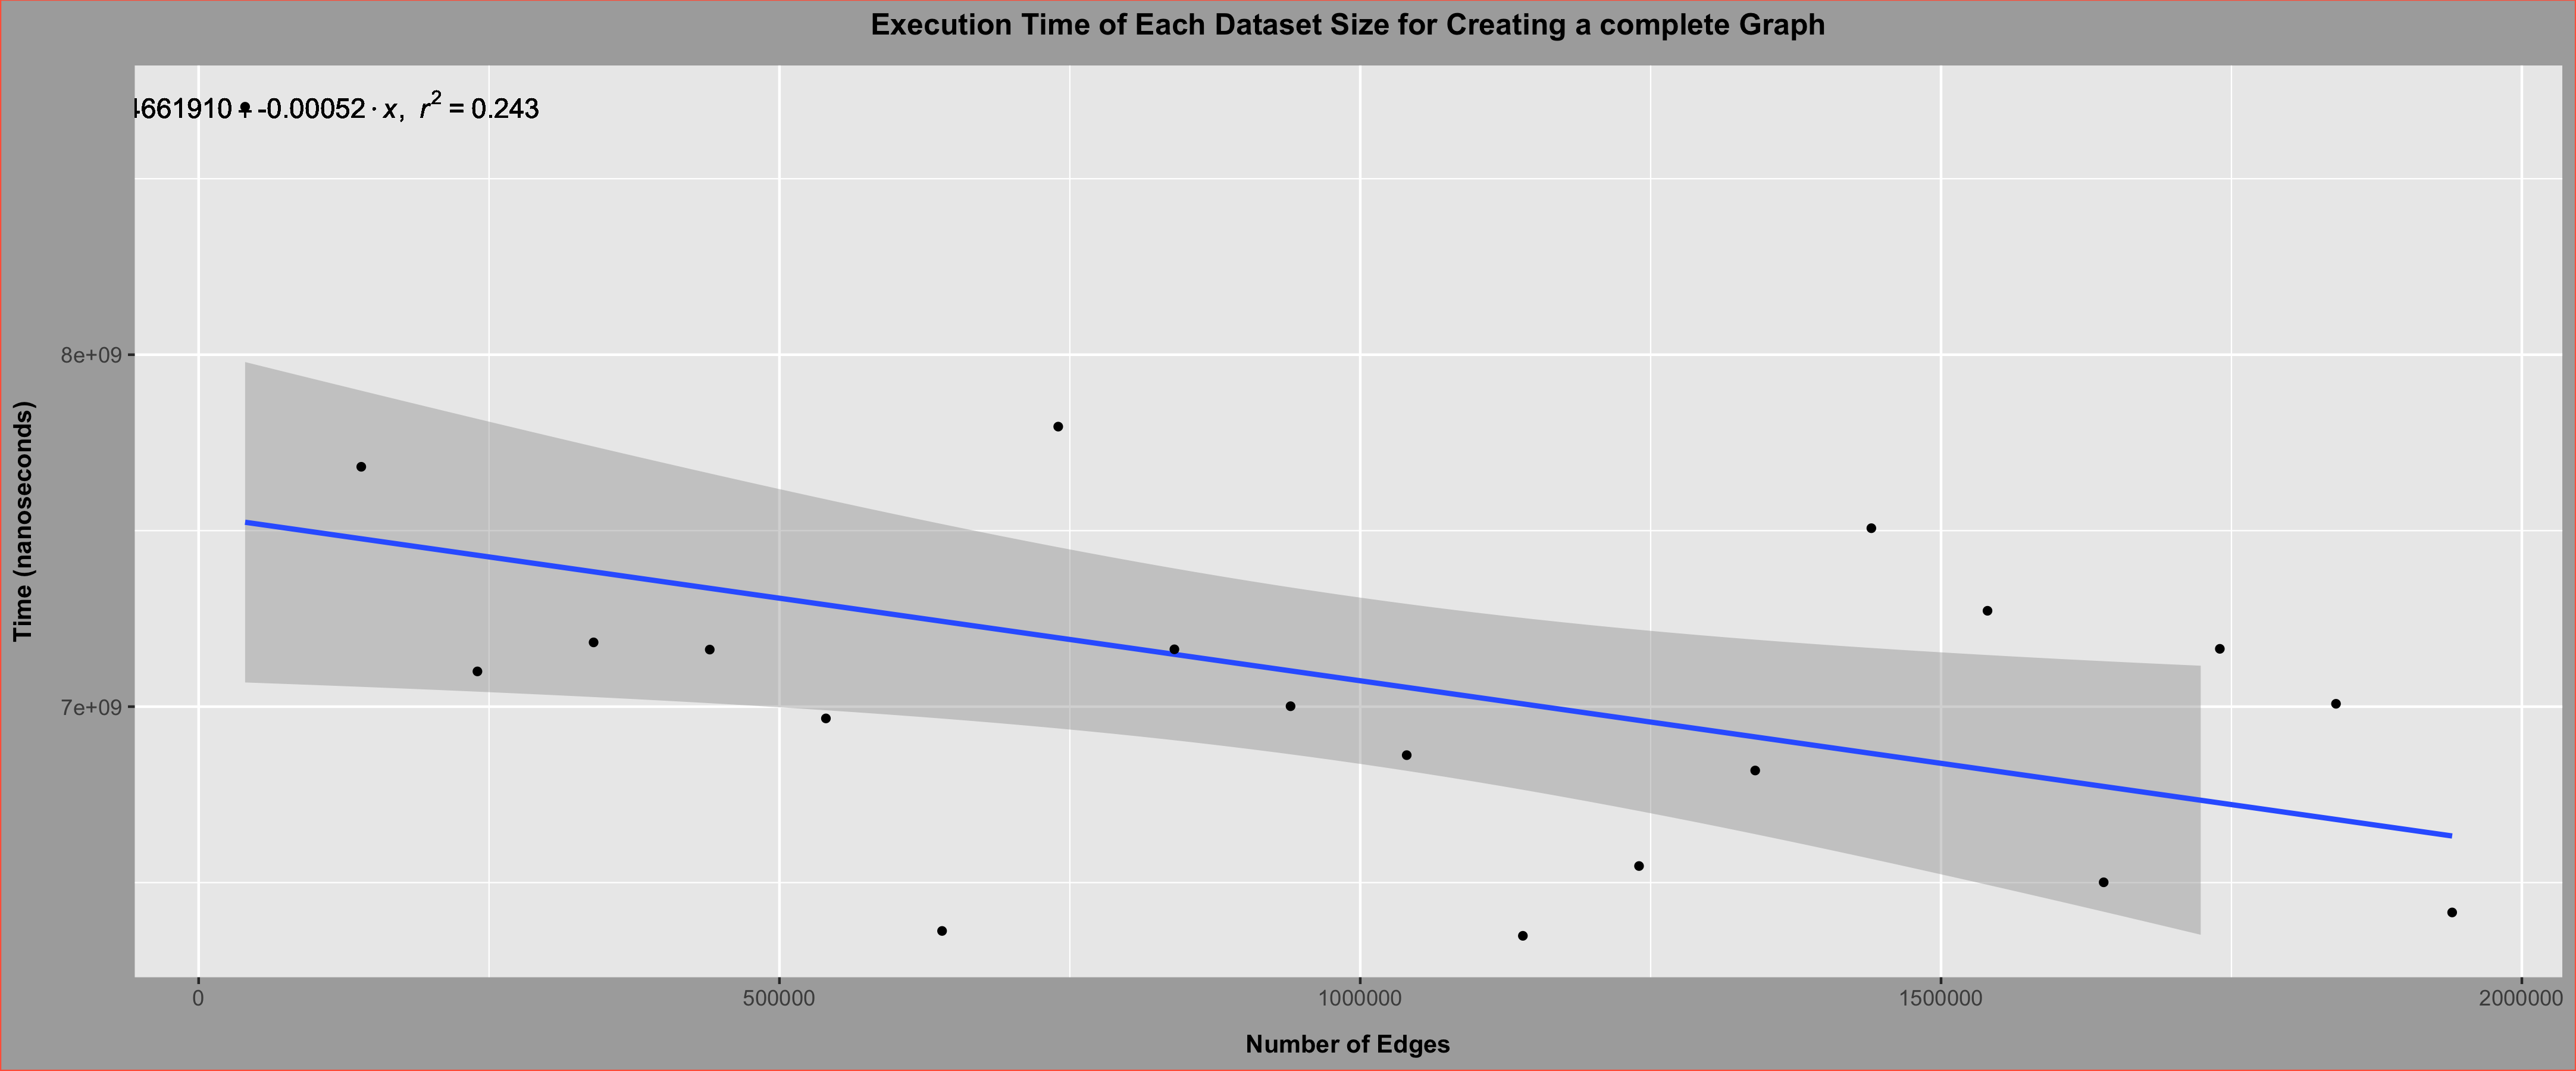 Execution Time of Each Dataset Size for Creating a complete Graph
4661910 + -0.00052 · x, r² = 0.243
8e+09
7e+09
Time (nanoseconds)
0 500000 1000000 1500000 2000000
Number of Edges